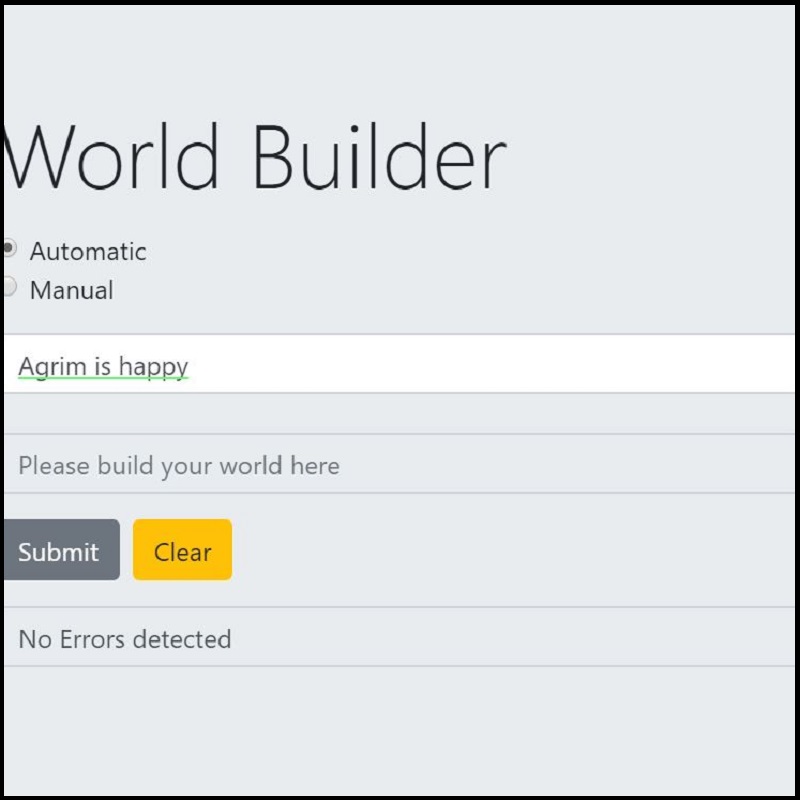 World Builder
Automatic
Manual
Agrim is happy
Please build your world here
Submit Clear
No Errors detected